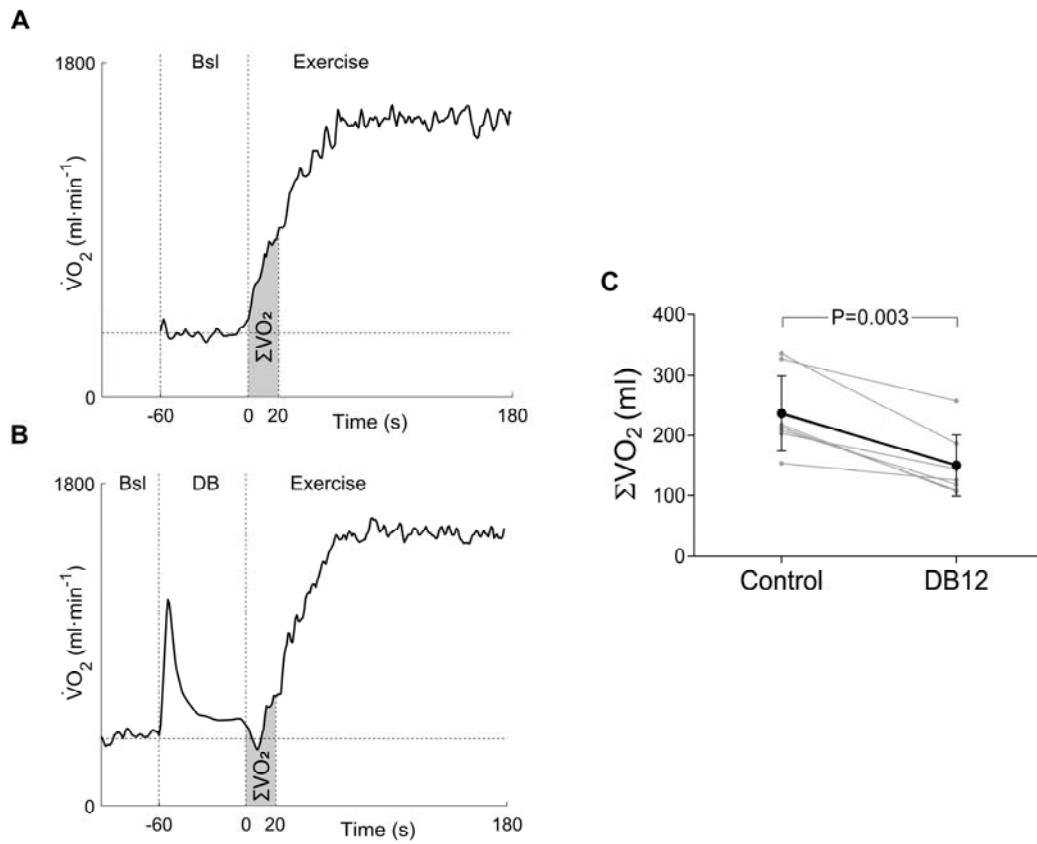 A
1800
Bsl
Exercise
V̇O₂ (ml·min⁻¹)
ΣVO₂
0
-60
0
20
180
Time (s)
B
1800
Bsl
DB
Exercise
V̇O₂ (ml·min⁻¹)
ΣVO₂
0
-60
0
20
180
Time (s)
C
400
P=0.003
300
ΣVO₂ (ml)
200
100
0
Control
DB12